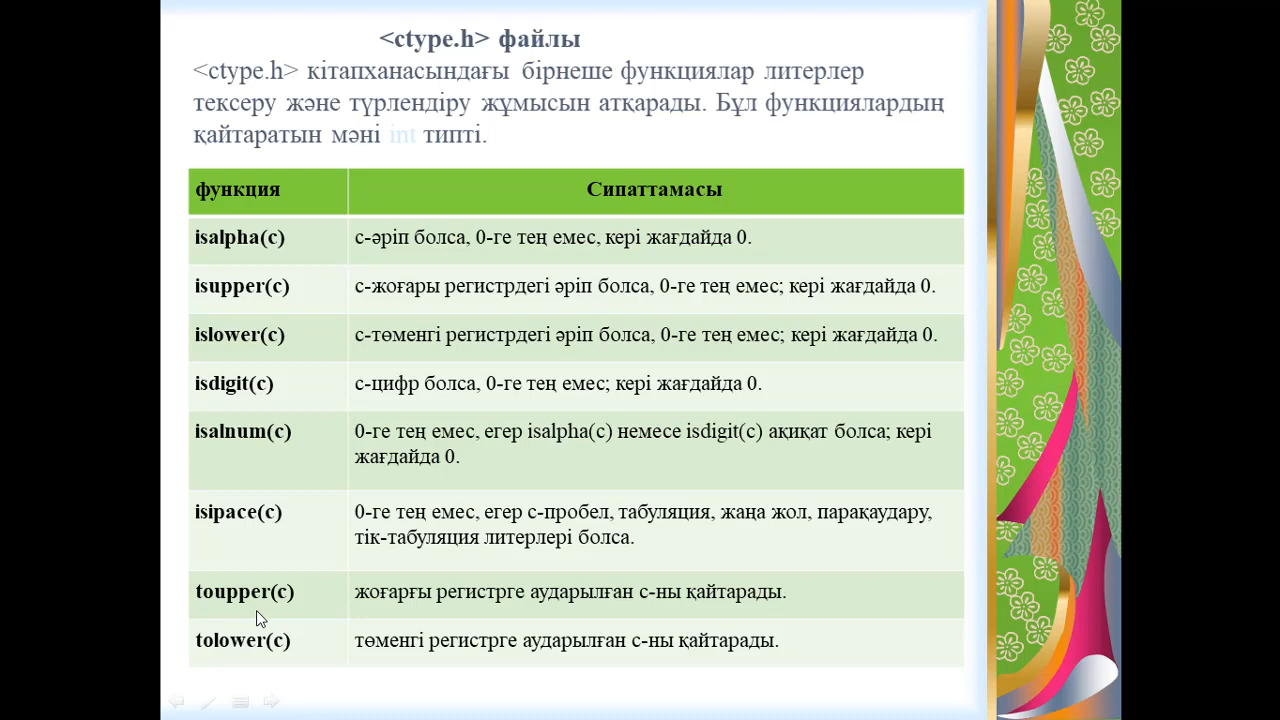 <ctype.h> файлы
<ctype.h> кітапханасындағы бірнеше функциялар литерлер
тексеру және түрлендіру жұмысын атқарады. Бұл функциялардың
қайтаратын мәні int типті.
функция Сипаттамасы
isalpha(c) с-әріп болса, 0-ге тең емес, кері жағдайда 0.
isupper(c) с-жоғары регистрдегі әріп болса, 0-ге тең емес; кері жағдайда 0.
islower(c) с-төменгі регистрдегі әріп болса, 0-ге тең емес; кері жағдайда 0.
isdigit(c) с-цифр болса, 0-ге тең емес; кері жағдайда 0.
isalnum(c) 0-ге тең емес, егер isalpha(c) немесе isdigit(c) ақиқат болса; кері
жағдайда 0.
isipace(c) 0-ге тең емес, егер с-пробел, табуляция, жаңа жол, парақаудару,
тік-табуляция литерлері болса.
toupper(c) жоғарғы регистрге аударылған с-ны қайтарады.
tolower(c) төменгі регистрге аударылған с-ны қайтарады.